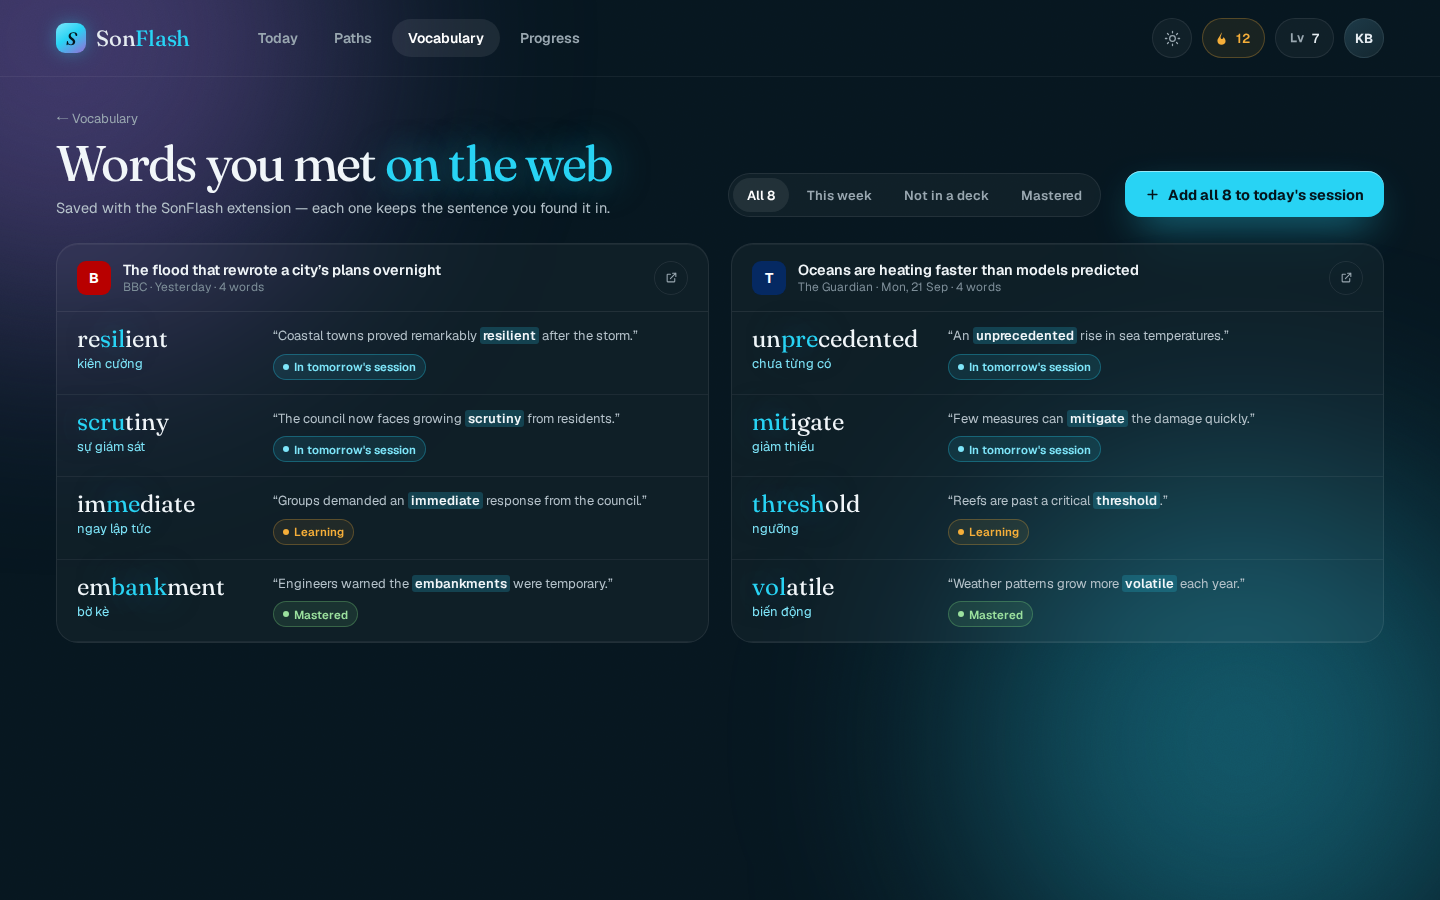 S SonFlash Today Paths Vocabulary Progress 12 Lv 7 KB
← Vocabulary
Words you met on the web
Saved with the SonFlash extension — each one keeps the sentence you found it in.
All 8 This week Not in a deck Mastered + Add all 8 to today's session
B The flood that rewrote a city’s plans overnight
BBC · Yesterday · 4 words
resilient “Coastal towns proved remarkably resilient after the storm.”
kiên cường In tomorrow's session
scrutiny “The council now faces growing scrutiny from residents.”
sự giám sát In tomorrow's session
immediate “Groups demanded an immediate response from the council.”
ngay lập tức Learning
embankment “Engineers warned the embankments were temporary.”
bờ kè Mastered
T Oceans are heating faster than models predicted
The Guardian · Mon, 21 Sep · 4 words
unprecedented “An unprecedented rise in sea temperatures.”
chưa từng có In tomorrow's session
mitigate “Few measures can mitigate the damage quickly.”
giảm thiểu In tomorrow's session
threshold “Reefs are past a critical threshold.”
ngưỡng Learning
volatile “Weather patterns grow more volatile each year.”
biến động Mastered